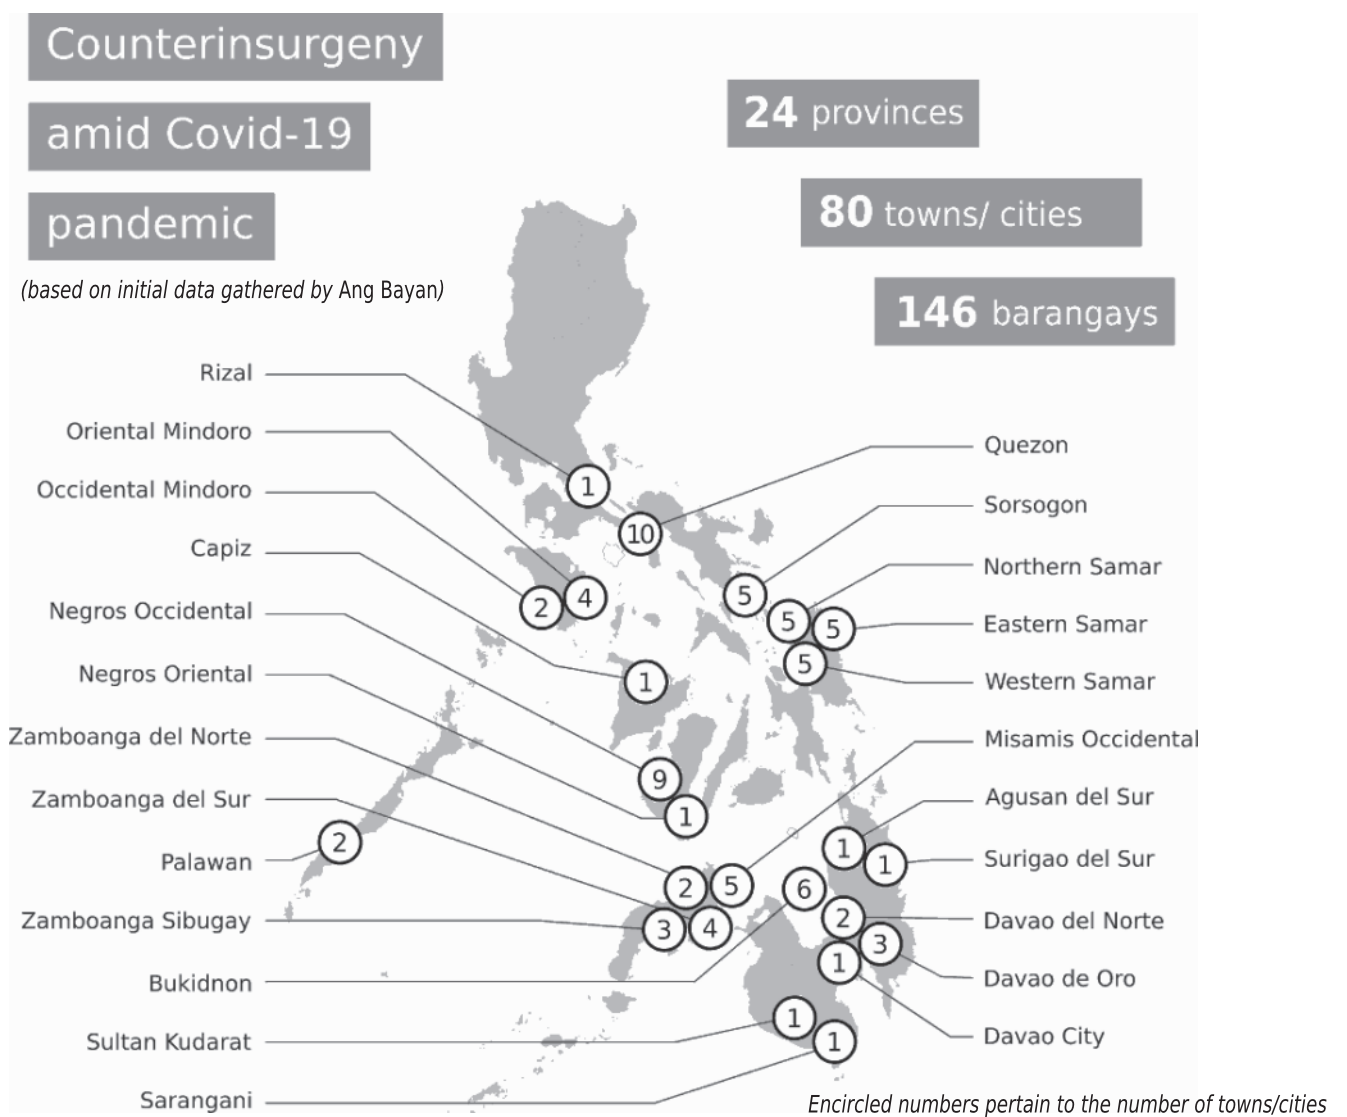 Counterinsurgeny
amid Covid-19
pandemic
(based on initial data gathered by Ang Bayan)
24 provinces
80 towns/ cities
146 barangays
Rizal
Oriental Mindoro
Occidental Mindoro
Capiz
Negros Occidental
Negros Oriental
Zamboanga del Norte
Zamboanga del Sur
Palawan
Zamboanga Sibugay
Bukidnon
Sultan Kudarat
Sarangani
Quezon
Sorsogon
Northern Samar
Eastern Samar
Western Samar
Misamis Occidental
Agusan del Sur
Surigao del Sur
Davao del Norte
Davao de Oro
Davao City
1
10
2
4
5
5
5
5
1
9
1
2
1
1
2
5
6
3
4
2
3
1
1
1
Encircled numbers pertain to the number of towns/cities